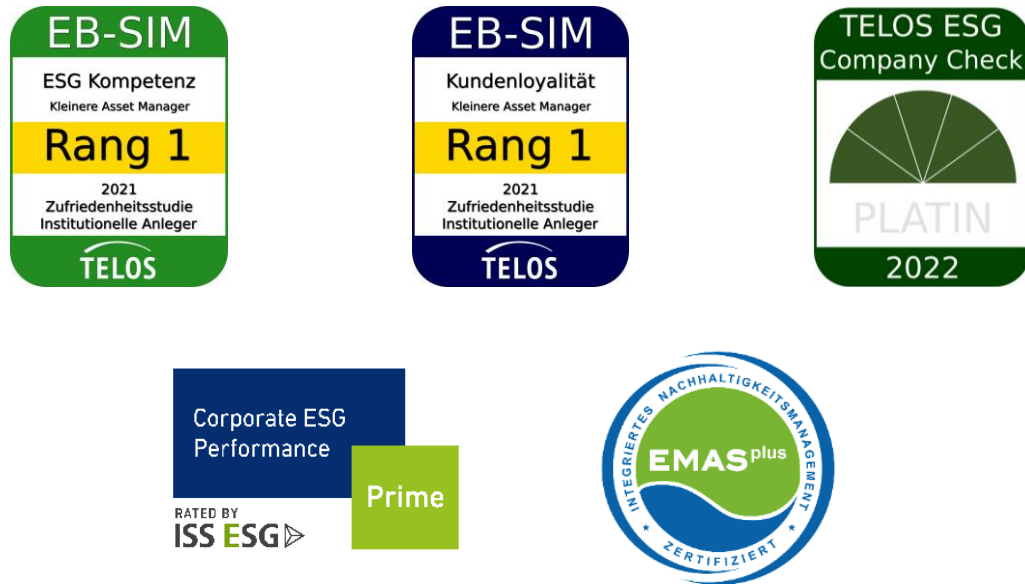 EB-SIM
ESG Kompetenz
Kleinere Asset Manager
Rang 1
2021
Zufriedenheitsstudie
Institutionelle Anleger
TELOS
EB-SIM
Kundenloyalität
Kleinere Asset Manager
Rang 1
2021
Zufriedenheitsstudie
Institutionelle Anleger
TELOS
TELOS ESG
Company Check
PLATIN
2022
Corporate ESG
Performance
Prime
RATED BY
ISS ESG
INTEGRIERTES NACHHALTIGKEITSMANAGEMENT
EMASplus
ZERTIFIZIERT